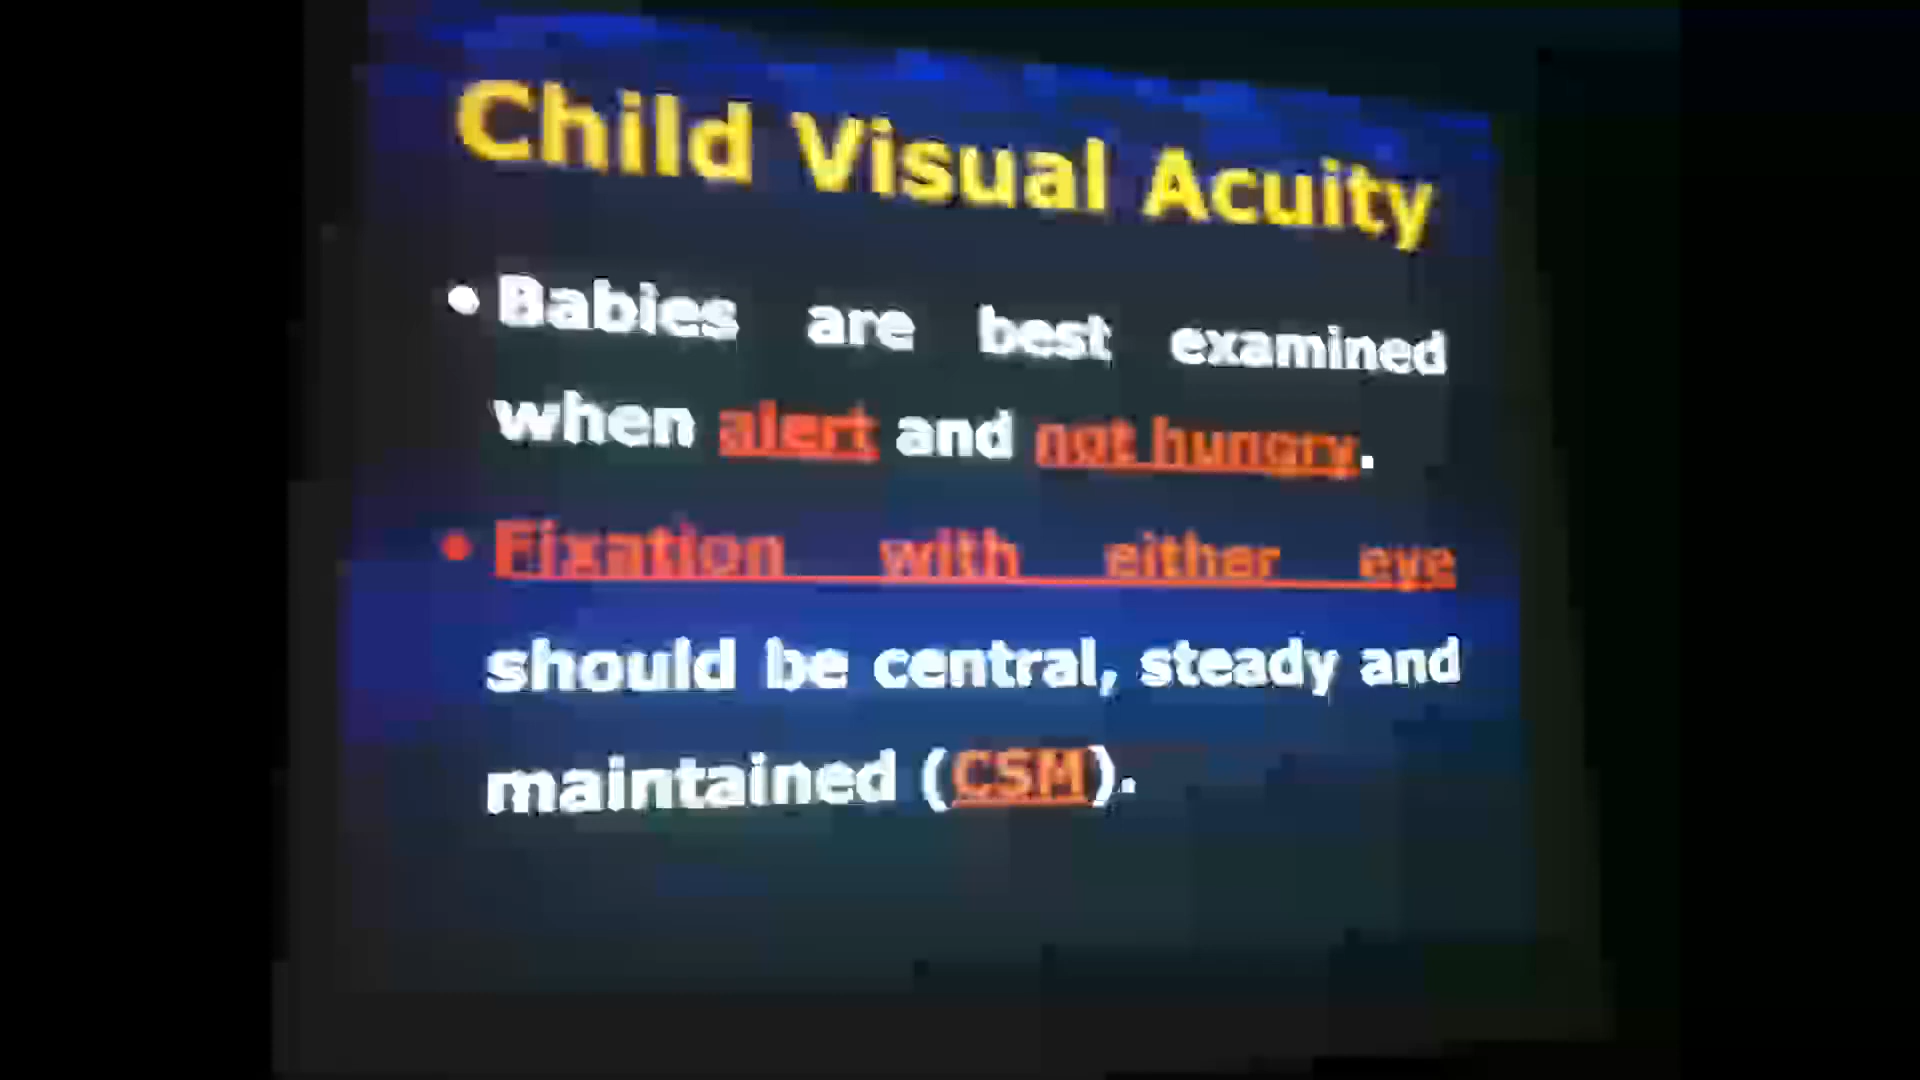 Child Visual Acuity
• Babies are best examined
when alert and not hungry.
• Fixation with either eye
should be central, steady and
maintained (CSM).